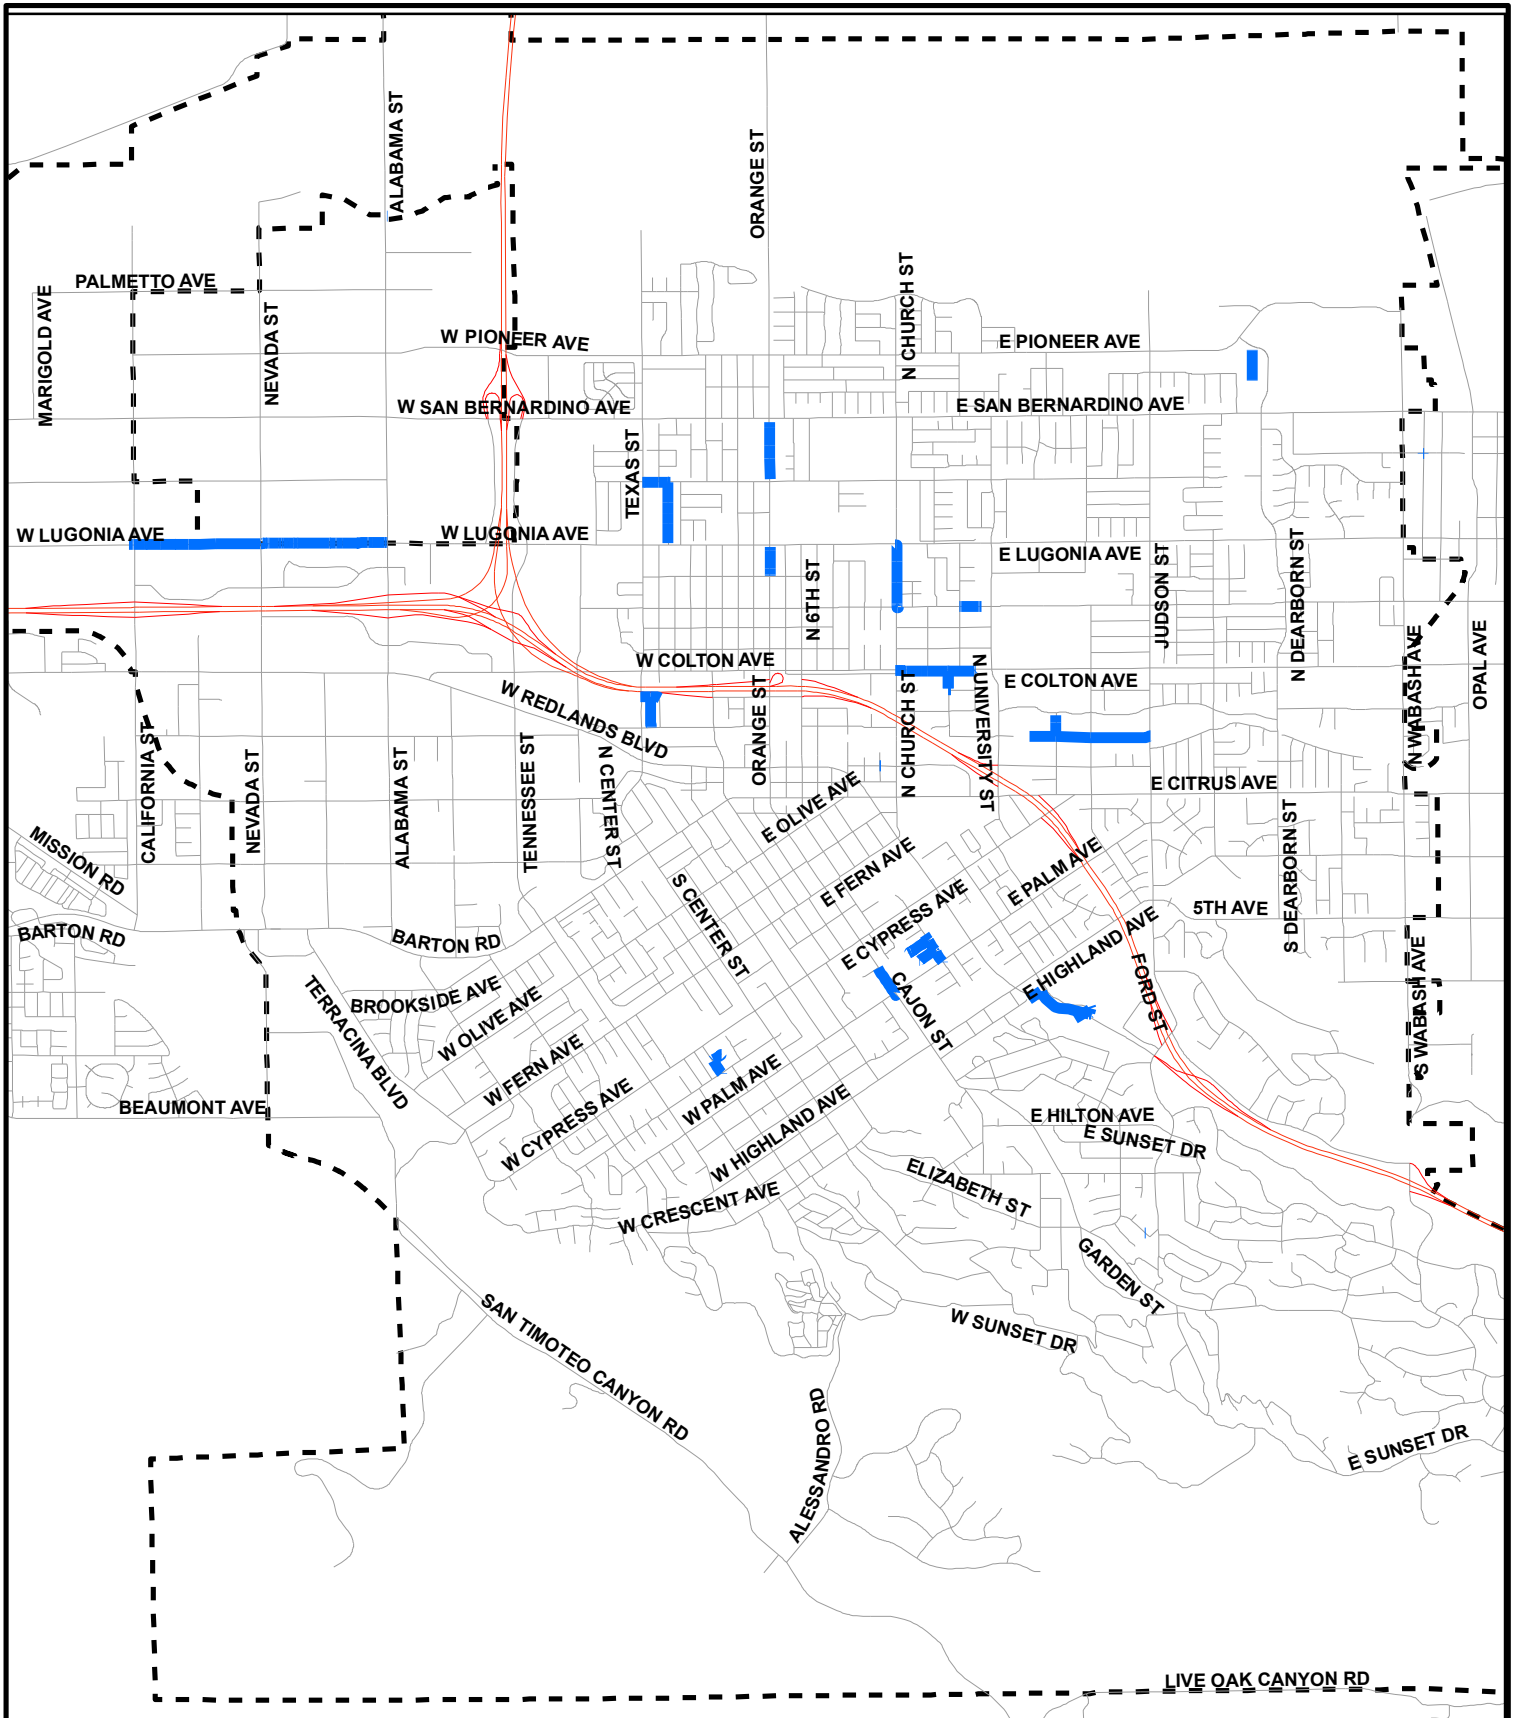 ALABAMA ST
ORANGE ST
PALMETTO AVE
MARIGOLD AVE
NEVADA ST
N CHURCH ST
W PIONEER AVE
E PIONEER AVE
W SAN BERNARDINO AVE
E SAN BERNARDINO AVE
TEXAS ST
W LUGONIA AVE
W LUGONIA AVE
E LUGONIA AVE
N 6TH ST
JUDSON ST
N DEARBORN ST
N WABASH AVE
OPAL AVE
W COLTON AVE
E COLTON AVE
W REDLANDS BLVD
ORANGE ST
N CHURCH ST
N UNIVERSITY ST
CALIFORNIA ST
NEVADA ST
ALABAMA ST
TENNESSEE ST
N CENTER ST
E CITRUS AVE
E OLIVE AVE
MISSION RD
E FERN AVE
E PALM AVE
S DEARBORN ST
S CENTER ST
E CYPRESS AVE
5TH AVE
BARTON RD
BARTON RD
E HIGHLAND AVE
FORD ST
S WABASH AVE
TERRACINA BLVD
BROOKSIDE AVE
W OLIVE AVE
CAJON ST
W FERN AVE
W CYPRESS AVE
W PALM AVE
W HIGHLAND AVE
BEAUMONT AVE
E HILTON AVE
E SUNSET DR
ELIZABETH ST
W CRESCENT AVE
GARDEN ST
SAN TIMOTEO CANYON RD
W SUNSET DR
ALESSANDRO RD
E SUNSET DR
LIVE OAK CANYON RD